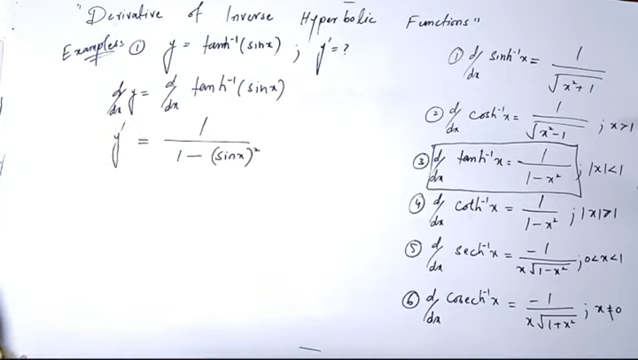 "Derivative of Inverse Hyperbolic Functions"
Examples: ① y = tanh⁻¹(sinx) ; y' = ?
d/dx y = d/dx tanh⁻¹(sinx)
y' = 1/(1 - (sinx)²)
① d/dx sinh⁻¹x = 1/√(x²+1)
② d/dx cosh⁻¹x = 1/√(x²-1) ; x>1
③ d/dx tanh⁻¹x = 1/(1-x²) ; |x|<1
④ d/dx coth⁻¹x = 1/(1-x²) ; |x|>1
⑤ d/dx sech⁻¹x = -1/(x√(1-x²)) ; 0<x<1
⑥ d/dx cosech⁻¹x = -1/(x√(1+x²)) ; x≠0